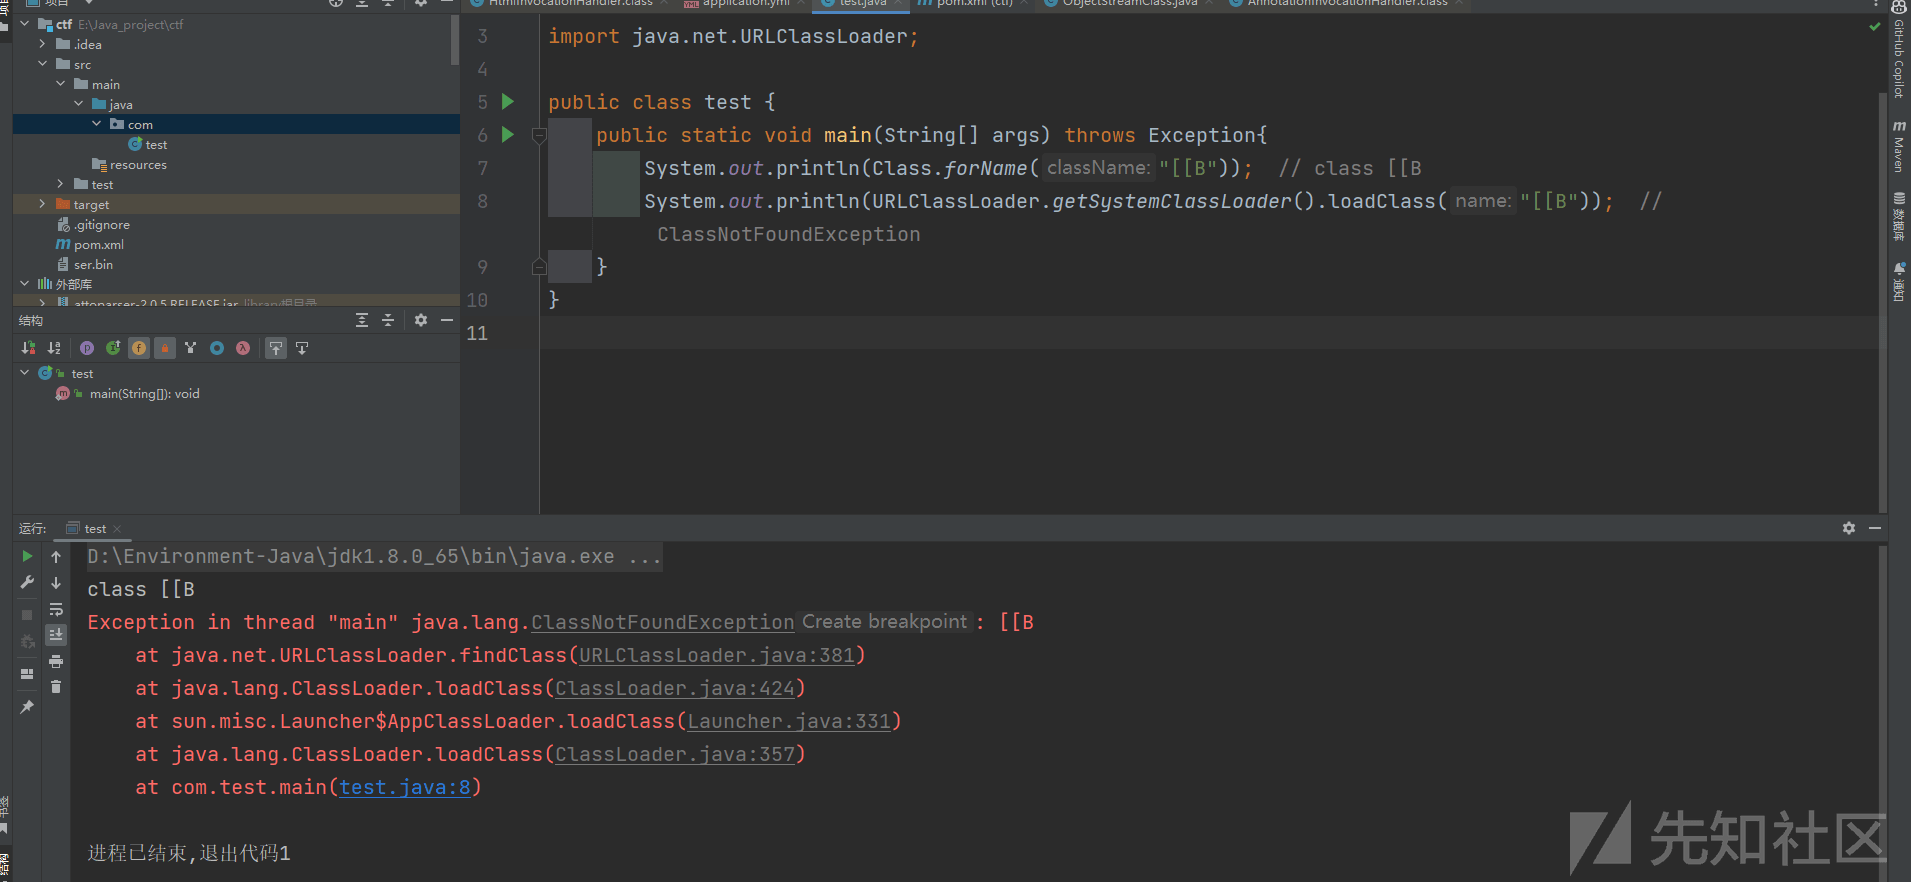 项目
HtmlInvocationHandler.class
application.yml
test.java
pom.xml (ctf)
ObjectStreamClass.java
AnnotationInvocationHandler.class
ctf E:\Java_project\ctf
.idea
src
main
java
com
test
resources
test
target
.gitignore
pom.xml
ser.bin
外部库
attoparser-2.0.5.RELEASE.jar library根目录
结构
test
main(String[]): void
3 import java.net.URLClassLoader;
4
5 public class test {
6 public static void main(String[] args) throws Exception{
7 System.out.println(Class.forName( className: "[[B")); // class [[B
8 System.out.println(URLClassLoader.getSystemClassLoader().loadClass( name: "[[B")); //
ClassNotFoundException
9 }
10 }
11
GitHub Copilot
Maven
数据库
通知
运行: test
D:\Environment-Java\jdk1.8.0_65\bin\java.exe ...
class [[B
Exception in thread "main" java.lang.ClassNotFoundException Create breakpoint : [[B
at java.net.URLClassLoader.findClass(URLClassLoader.java:381)
at java.lang.ClassLoader.loadClass(ClassLoader.java:424)
at sun.misc.Launcher$AppClassLoader.loadClass(Launcher.java:331)
at java.lang.ClassLoader.loadClass(ClassLoader.java:357)
at com.test.main(test.java:8)
进程已结束,退出代码1
书签
结构
先知社区